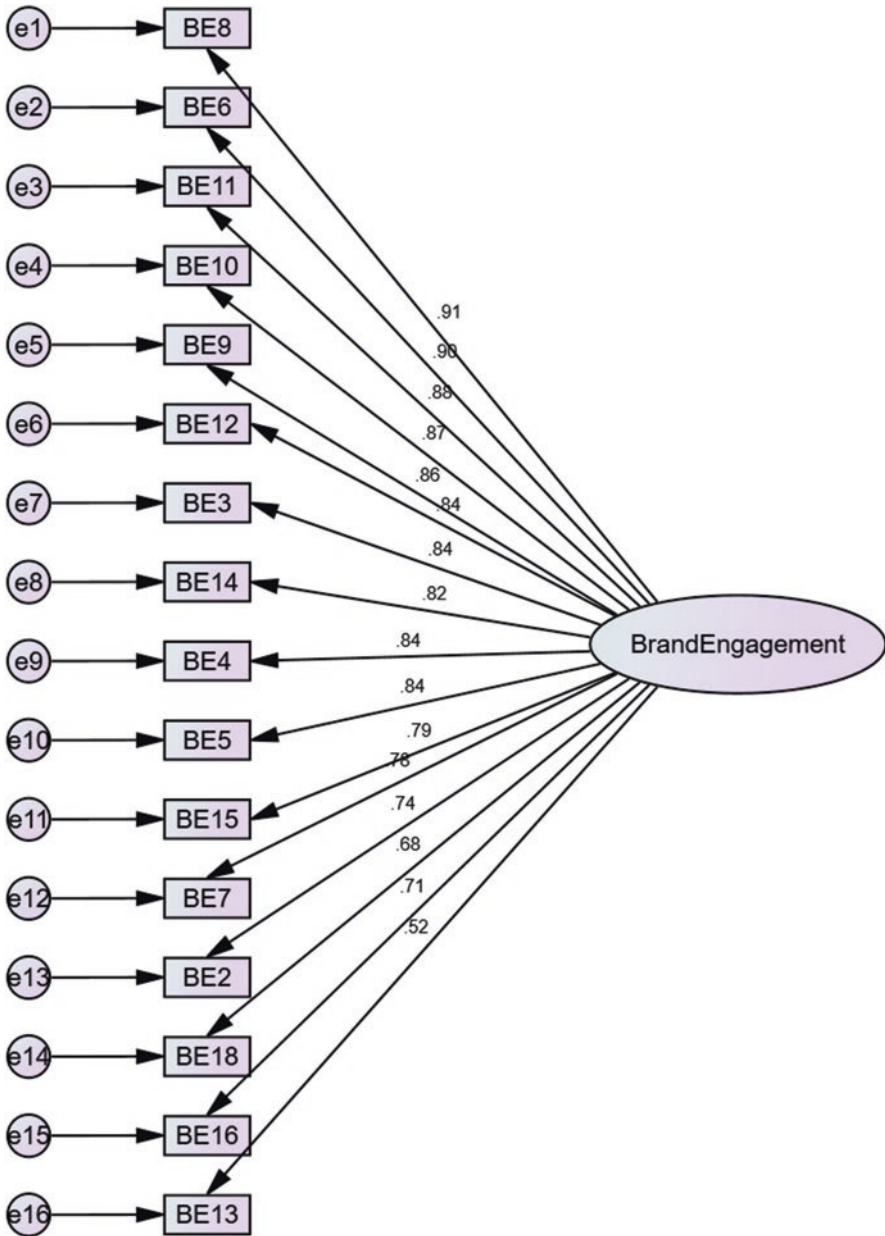 e1 BE8
e2 BE6
e3 BE11
e4 BE10
.91
e5 BE9
.90
.88
e6 BE12
.87
.86
e7 BE3
.84
.84
e8 BE14
.82
BrandEngagement
e9 BE4
.84
.84
e10 BE5
.79
.78
e11 BE15
.74
.68
e12 BE7
.71
.52
e13 BE2
e14 BE18
e15 BE16
e16 BE13